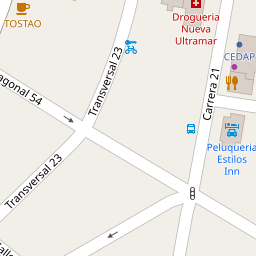 TOSTAO
Drogueria
Nueva
Ultramar
CEDAP
Transversal 23
Carrera 21
agonal 54
Peluqueria
Estilos
Inn
Transversal 23